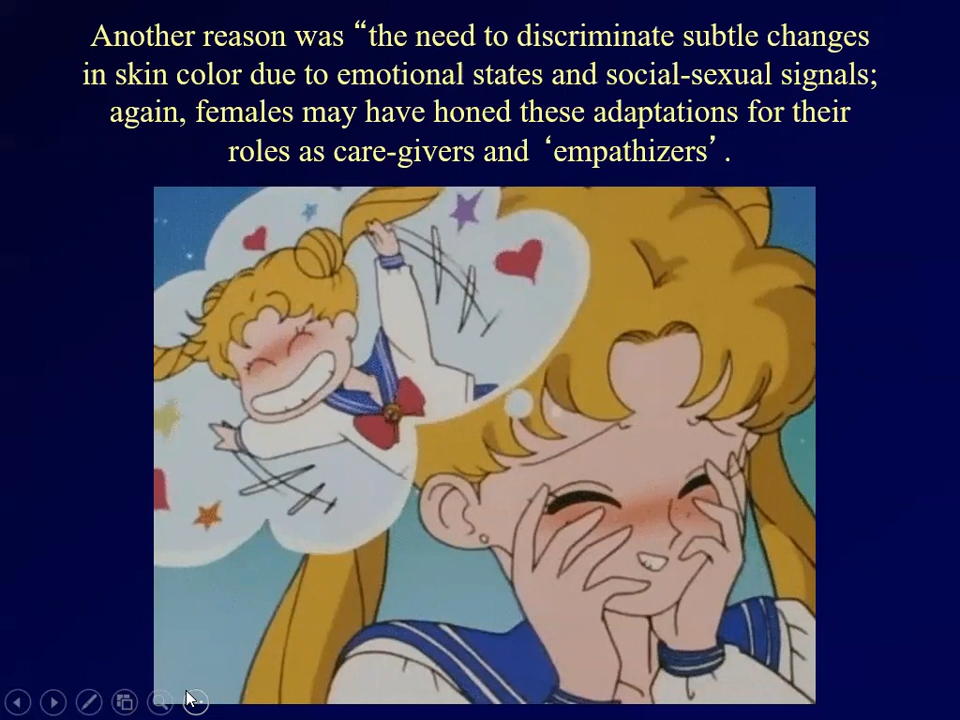 Another reason was “the need to discriminate subtle changes
in skin color due to emotional states and social-sexual signals;
again, females may have honed these adaptations for their
roles as care-givers and ‘empathizers’.